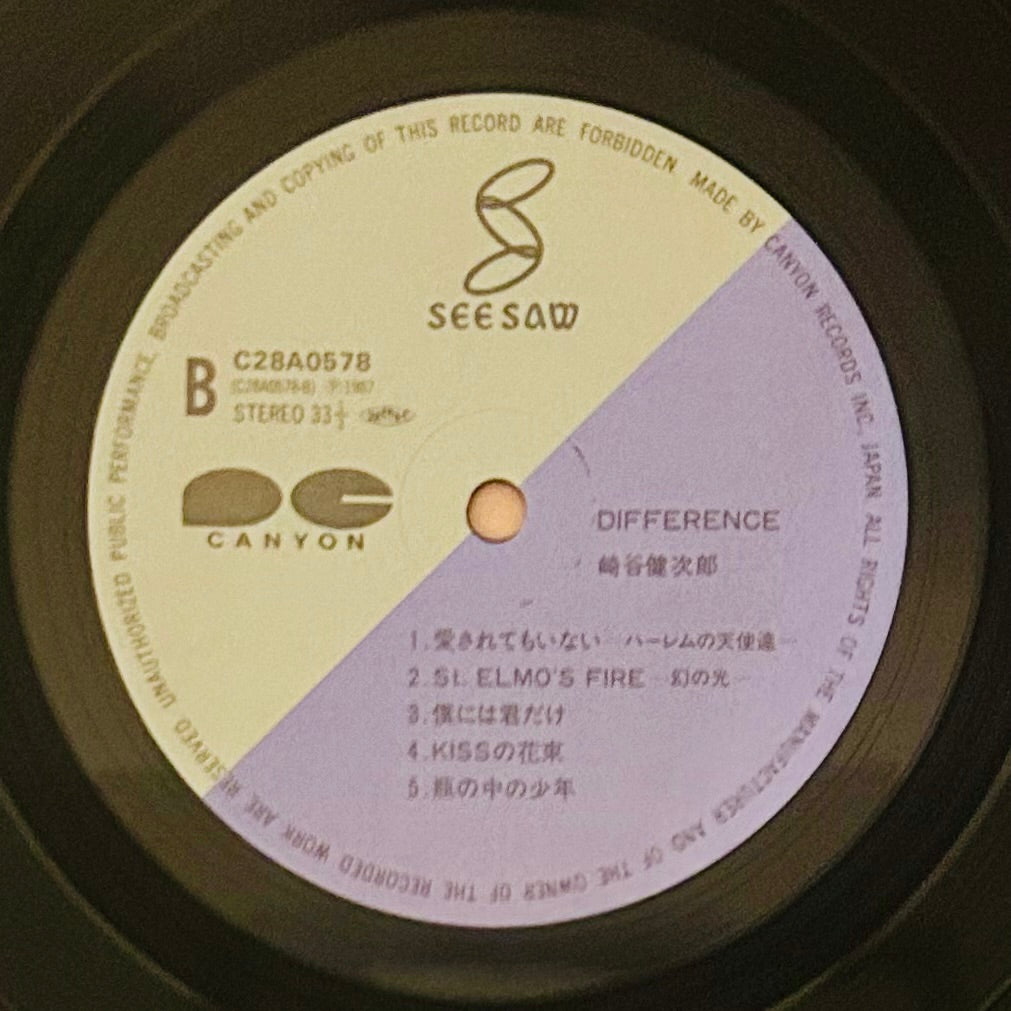 UNAUTHORIZED PUBLIC PERFORMANCE, BROADCASTING AND COPYING OF THIS RECORD ARE FORBIDDEN. MADE BY CANYON RECORDS INC, JAPAN ALL RIGHTS OF THE MANUFACTURER AND OF THE OWNER OF THE RECORDED WORK ARE RESERVED
SEESAW
B
C28A0578
(C28A0578-B) Ⓟ1987
STEREO 33⅓
CANYON
DIFFERENCE
崎谷健次郎
1.愛されてもいない —ハーレムの天使達—
2.St. ELMO'S FIRE —幻の光—
3.僕には君だけ
4.KISSの花束
5.瓶の中の少年